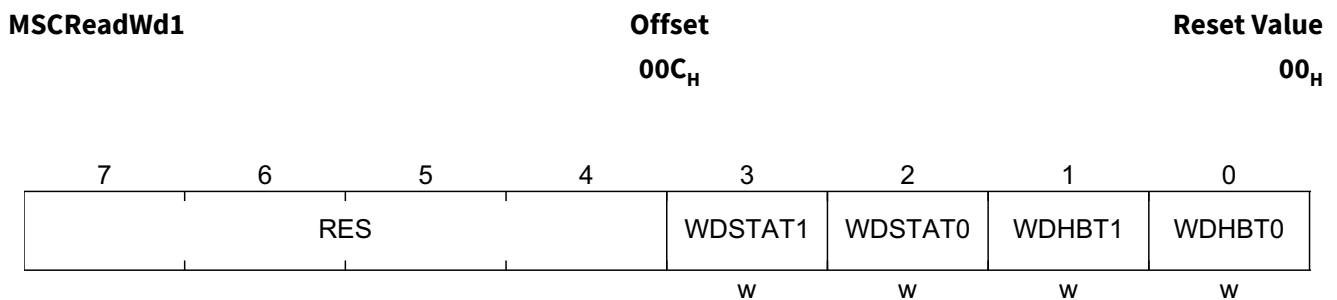 MSCReadWd1 Offset Reset Value
00C_H 00_H
7 6 5 4 3 2 1 0
RES WDSTAT1 WDSTAT0 WDHBT1 WDHBT0
w w w w